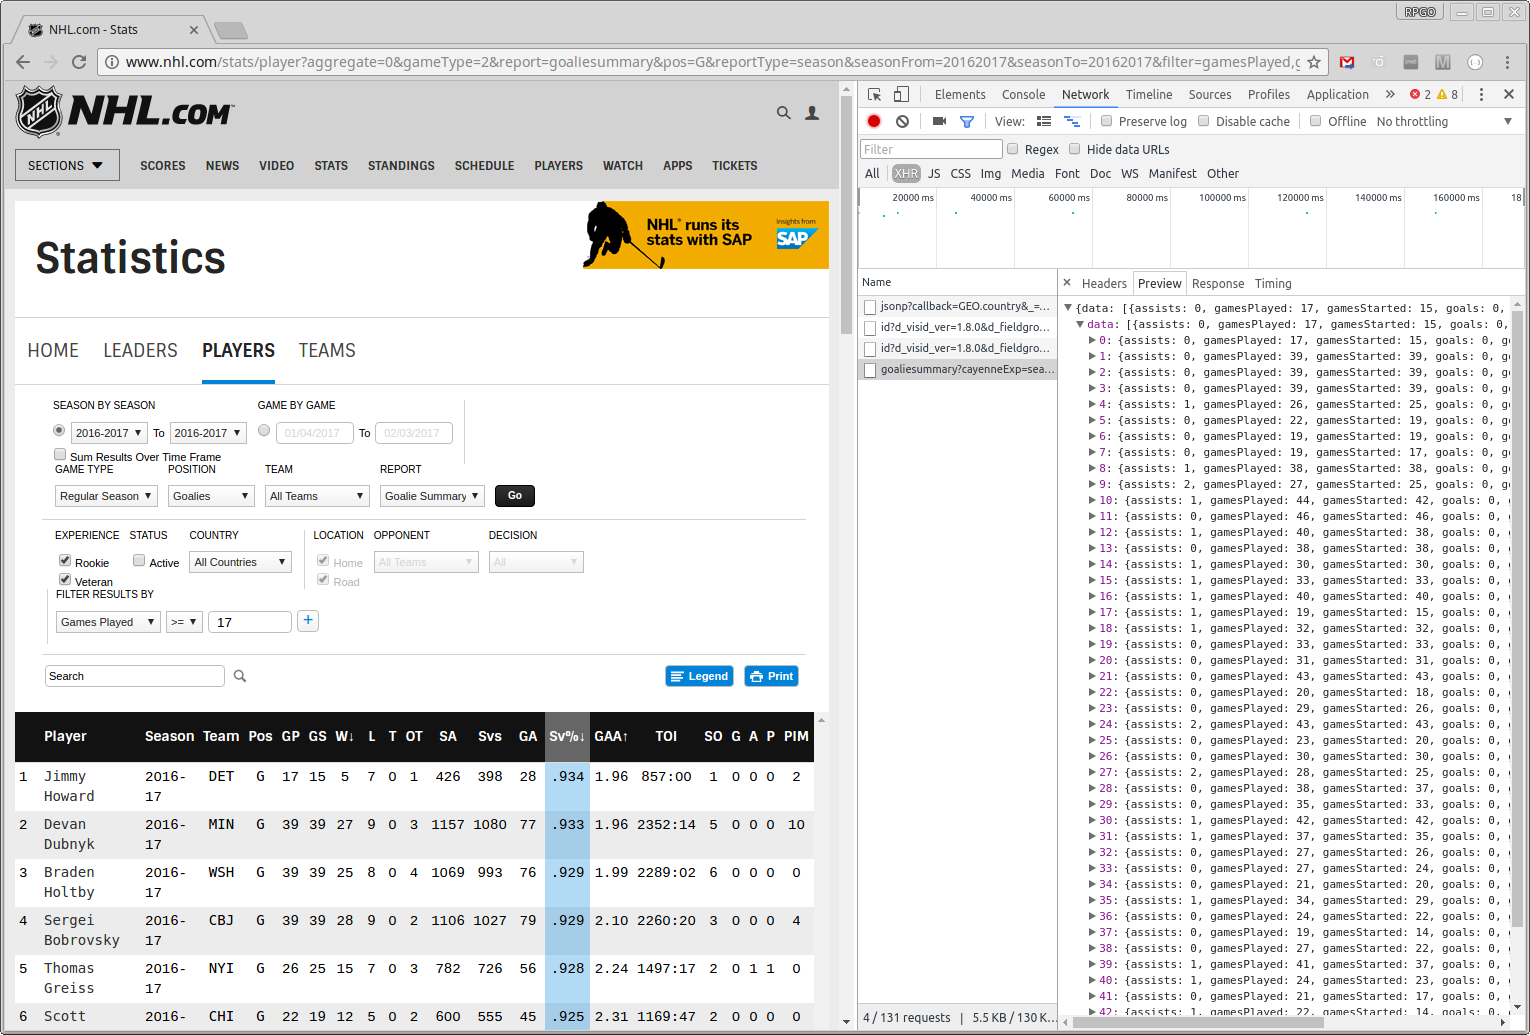 RPGO
NHL.com - Stats
www.nhl.com/stats/player?aggregate=0&gameType=2&report=goaliesummary&pos=G&reportType=season&seasonFrom=20162017&seasonTo=20162017&filter=gamesPlayed,g
NHL.COM
SECTIONS SCORES NEWS VIDEO STATS STANDINGS SCHEDULE PLAYERS WATCH APPS TICKETS
Statistics
NHL® runs its
stats with SAP
Insights from
SAP
HOME LEADERS PLAYERS TEAMS
SEASON BY SEASON GAME BY GAME
2016-2017 To 2016-2017 01/04/2017 To 02/03/2017
Sum Results Over Time Frame
GAME TYPE POSITION TEAM REPORT
Regular Season Goalies All Teams Goalie Summary Go
EXPERIENCE STATUS COUNTRY LOCATION OPPONENT DECISION
Rookie Active All Countries Home All Teams All
Veteran Road
FILTER RESULTS BY
Games Played >= 17 +
Search Legend Print
Player Season Team Pos GP GS W↓ L T OT SA Svs GA Sv%↓ GAA↑ TOI SO G A P PIM
1 Jimmy Howard 2016-17 DET G 17 15 5 7 0 1 426 398 28 .934 1.96 857:00 1 0 0 0 2
2 Devan Dubnyk 2016-17 MIN G 39 39 27 9 0 3 1157 1080 77 .933 1.96 2352:14 5 0 0 0 10
3 Braden Holtby 2016-17 WSH G 39 39 25 8 0 4 1069 993 76 .929 1.99 2289:02 6 0 0 0 0
4 Sergei Bobrovsky 2016-17 CBJ G 39 39 28 9 0 2 1106 1027 79 .929 2.10 2260:20 3 0 0 0 4
5 Thomas Greiss 2016-17 NYI G 26 25 15 7 0 3 782 726 56 .928 2.24 1497:17 2 0 1 1 0
6 Scott 2016- CHI G 22 19 12 5 0 2 600 555 45 .925 2.31 1169:47 2 0 0 0 0
Elements Console Network Timeline Sources Profiles Application » 2 8
View: Preserve log Disable cache Offline No throttling
Filter Regex Hide data URLs
All XHR JS CSS Img Media Font Doc WS Manifest Other
20000 ms 40000 ms 60000 ms 80000 ms 100000 ms 120000 ms 140000 ms 160000 ms 18
Name
jsonp?callback=GEO.country&_=...
id?d_visid_ver=1.8.0&d_fieldgro...
id?d_visid_ver=1.8.0&d_fieldgro...
goaliesummary?cayenneExp=sea...
4 / 131 requests | 5.5 KB / 130 K...
× Headers Preview Response Timing
{data: [{assists: 0, gamesPlayed: 17, gamesStarted: 15, goals: 0,
data: [{assists: 0, gamesPlayed: 17, gamesStarted: 15, goals: 0,
0: {assists: 0, gamesPlayed: 17, gamesStarted: 15, goals: 0, g
1: {assists: 0, gamesPlayed: 39, gamesStarted: 39, goals: 0, g
2: {assists: 0, gamesPlayed: 39, gamesStarted: 39, goals: 0, g
3: {assists: 0, gamesPlayed: 39, gamesStarted: 39, goals: 0, g
4: {assists: 1, gamesPlayed: 26, gamesStarted: 25, goals: 0, g
5: {assists: 0, gamesPlayed: 22, gamesStarted: 19, goals: 0, g
6: {assists: 0, gamesPlayed: 19, gamesStarted: 19, goals: 0, g
7: {assists: 0, gamesPlayed: 19, gamesStarted: 17, goals: 0, g
8: {assists: 1, gamesPlayed: 38, gamesStarted: 38, goals: 0, g
9: {assists: 2, gamesPlayed: 27, gamesStarted: 25, goals: 0, g
10: {assists: 1, gamesPlayed: 44, gamesStarted: 42, goals: 0,
11: {assists: 0, gamesPlayed: 46, gamesStarted: 46, goals: 0,
12: {assists: 1, gamesPlayed: 40, gamesStarted: 38, goals: 0,
13: {assists: 0, gamesPlayed: 38, gamesStarted: 38, goals: 0,
14: {assists: 1, gamesPlayed: 30, gamesStarted: 30, goals: 0,
15: {assists: 1, gamesPlayed: 33, gamesStarted: 33, goals: 0,
16: {assists: 1, gamesPlayed: 40, gamesStarted: 40, goals: 0,
17: {assists: 1, gamesPlayed: 19, gamesStarted: 15, goals: 0,
18: {assists: 1, gamesPlayed: 32, gamesStarted: 32, goals: 0,
19: {assists: 0, gamesPlayed: 33, gamesStarted: 33, goals: 0,
20: {assists: 0, gamesPlayed: 31, gamesStarted: 31, goals: 0,
21: {assists: 0, gamesPlayed: 43, gamesStarted: 43, goals: 0,
22: {assists: 0, gamesPlayed: 20, gamesStarted: 18, goals: 0,
23: {assists: 0, gamesPlayed: 29, gamesStarted: 26, goals: 0,
24: {assists: 2, gamesPlayed: 43, gamesStarted: 43, goals: 0,
25: {assists: 0, gamesPlayed: 23, gamesStarted: 20, goals: 0,
26: {assists: 0, gamesPlayed: 30, gamesStarted: 30, goals: 0,
27: {assists: 2, gamesPlayed: 28, gamesStarted: 25, goals: 0,
28: {assists: 0, gamesPlayed: 38, gamesStarted: 37, goals: 0,
29: {assists: 0, gamesPlayed: 35, gamesStarted: 33, goals: 0,
30: {assists: 1, gamesPlayed: 42, gamesStarted: 42, goals: 0,
31: {assists: 1, gamesPlayed: 37, gamesStarted: 35, goals: 0,
32: {assists: 0, gamesPlayed: 27, gamesStarted: 26, goals: 0,
33: {assists: 0, gamesPlayed: 27, gamesStarted: 24, goals: 0,
34: {assists: 0, gamesPlayed: 21, gamesStarted: 20, goals: 0,
35: {assists: 1, gamesPlayed: 34, gamesStarted: 29, goals: 0,
36: {assists: 0, gamesPlayed: 24, gamesStarted: 22, goals: 0,
37: {assists: 0, gamesPlayed: 19, gamesStarted: 14, goals: 0,
38: {assists: 0, gamesPlayed: 27, gamesStarted: 22, goals: 0,
39: {assists: 1, gamesPlayed: 41, gamesStarted: 37, goals: 0,
40: {assists: 1, gamesPlayed: 24, gamesStarted: 23, goals: 0,
41: {assists: 0, gamesPlayed: 21, gamesStarted: 17, goals: 0,
42: {assists: 1, gamesPlayed: 22, gamesStarted: 14, goals: 0,